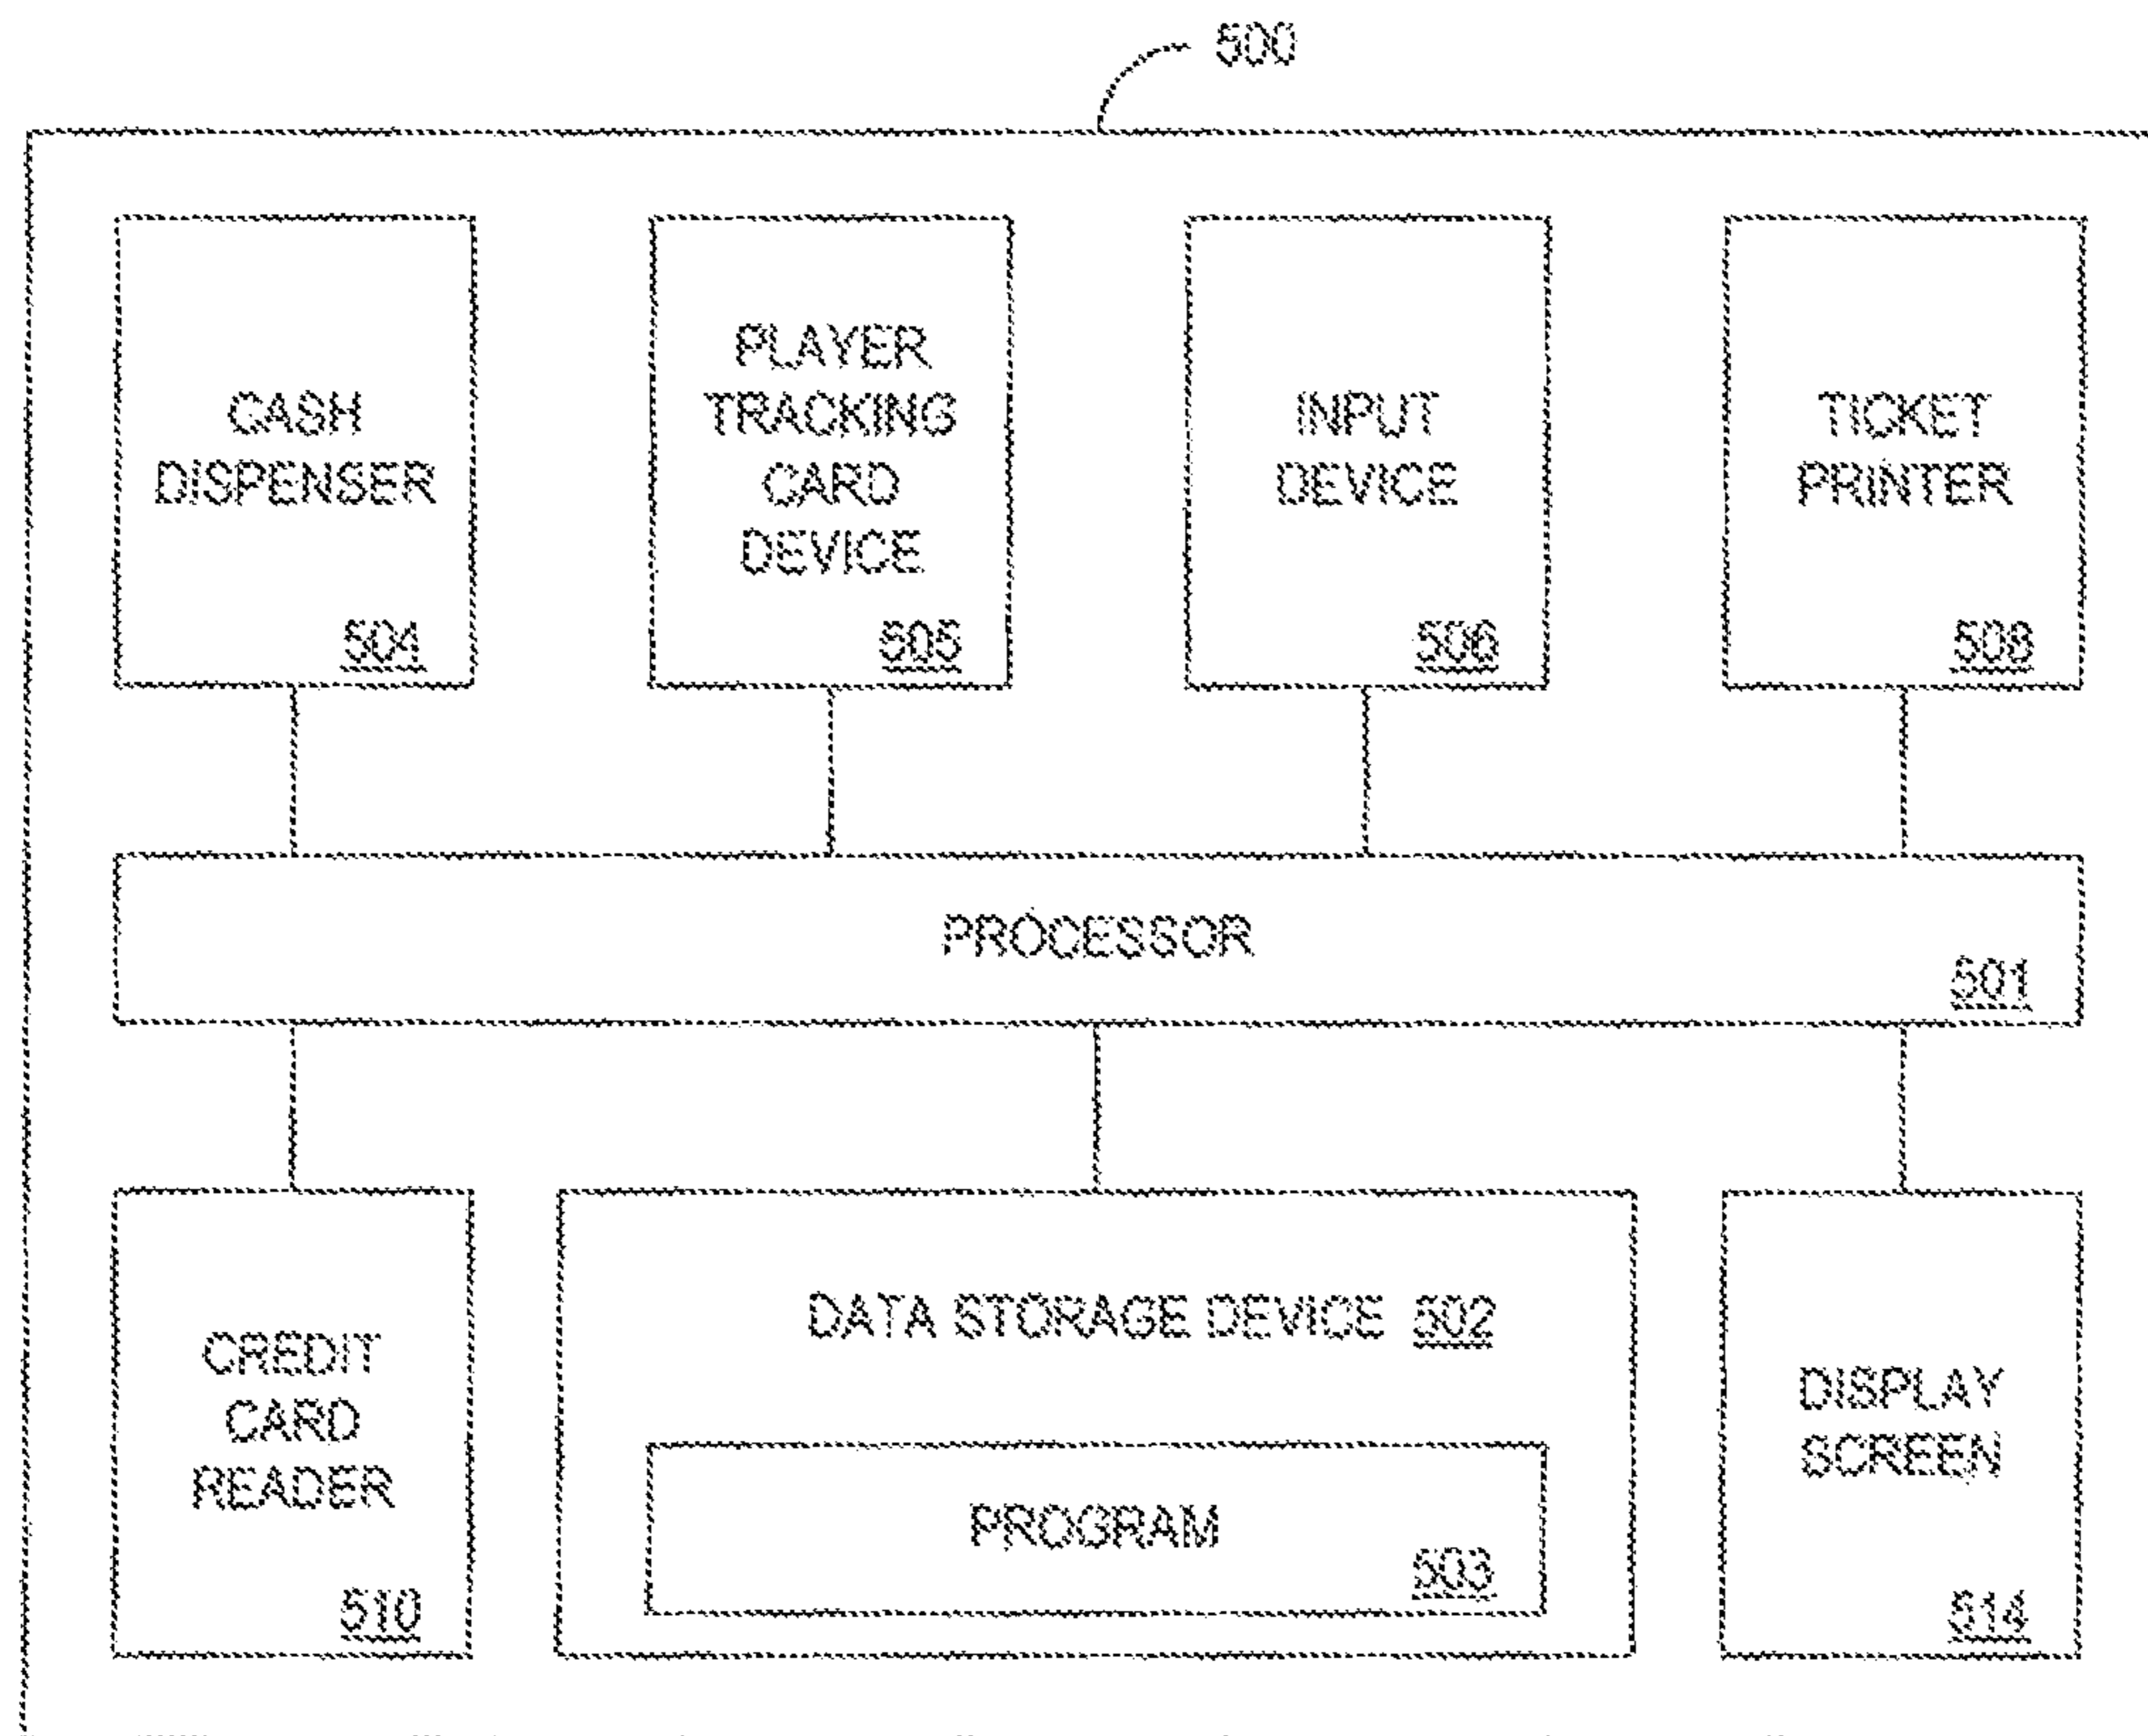 500
CASH
DISPENSER
504
PLAYER
TRACKING
CARD
DEVICE
505
INPUT
DEVICE
506
TICKET
PRINTER
508
PROCESSOR
501
CREDIT
CARD
READER
510
DATA STORAGE DEVICE 502
PROGRAM
503
DISPLAY
SCREEN
514